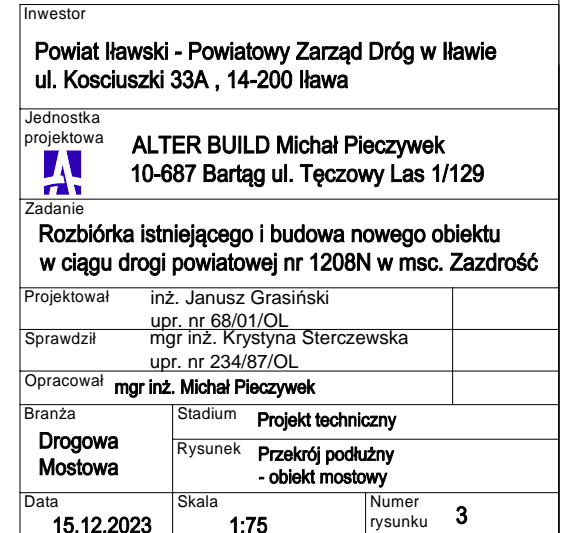 Inwestor
Powiat Iławski - Powiatowy Zarząd Dróg w Iławie
ul. Kosciuszki 33A , 14-200 Iława
Jednostka
projektowa
ALTER BUILD Michał Pieczywek
10-687 Bartąg ul. Tęczowy Las 1/129
Zadanie
Rozbiórka istniejącego i budowa nowego obiektu
w ciągu drogi powiatowej nr 1208N w msc. Zazdrość
Projektował inż. Janusz Grasiński
upr. nr 68/01/OL
Sprawdził mgr inż. Krystyna Sterczewska
upr. nr 234/87/OL
Opracował mgr inż. Michał Pieczywek
Branża
Drogowa
Mostowa
Stadium Projekt techniczny
Rysunek Przekrój podłużny
- obiekt mostowy
Data
15.12.2023
Skala
1:75
Numer
rysunku 3